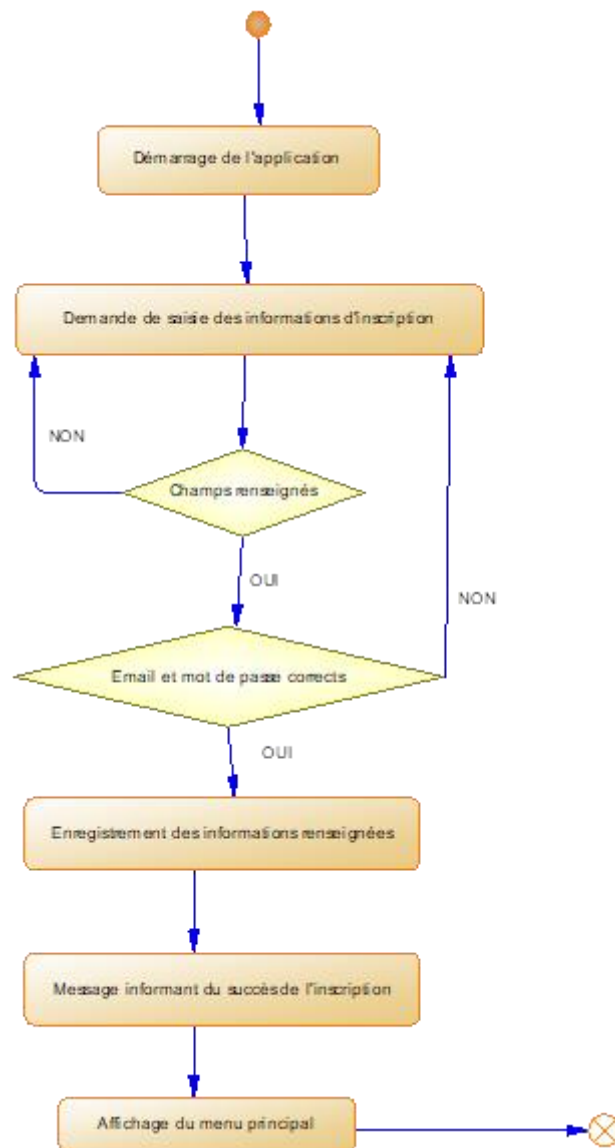 Démarrage de l'application
Demande de saisie des informations d'inscription
NON
Champs renseignés
OUI
NON
Email et mot de passe corrects
OUI
Enregistrement des informations renseignées
Message informant du succès de l'inscription
Affichage du menu principal